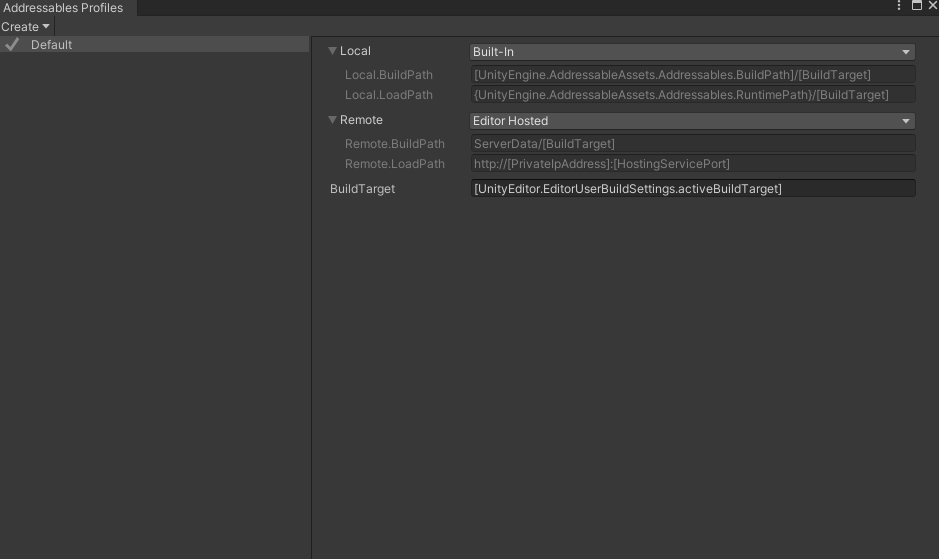 Addressables Profiles
Create
Default
Local
Built-In
Local.BuildPath
[UnityEngine.AddressableAssets.Addressables.BuildPath]/[BuildTarget]
Local.LoadPath
{UnityEngine.AddressableAssets.Addressables.RuntimePath}/[BuildTarget]
Remote
Editor Hosted
Remote.BuildPath
ServerData/[BuildTarget]
Remote.LoadPath
http://[PrivateIpAddress]:[HostingServicePort]
BuildTarget
[UnityEditor.EditorUserBuildSettings.activeBuildTarget]